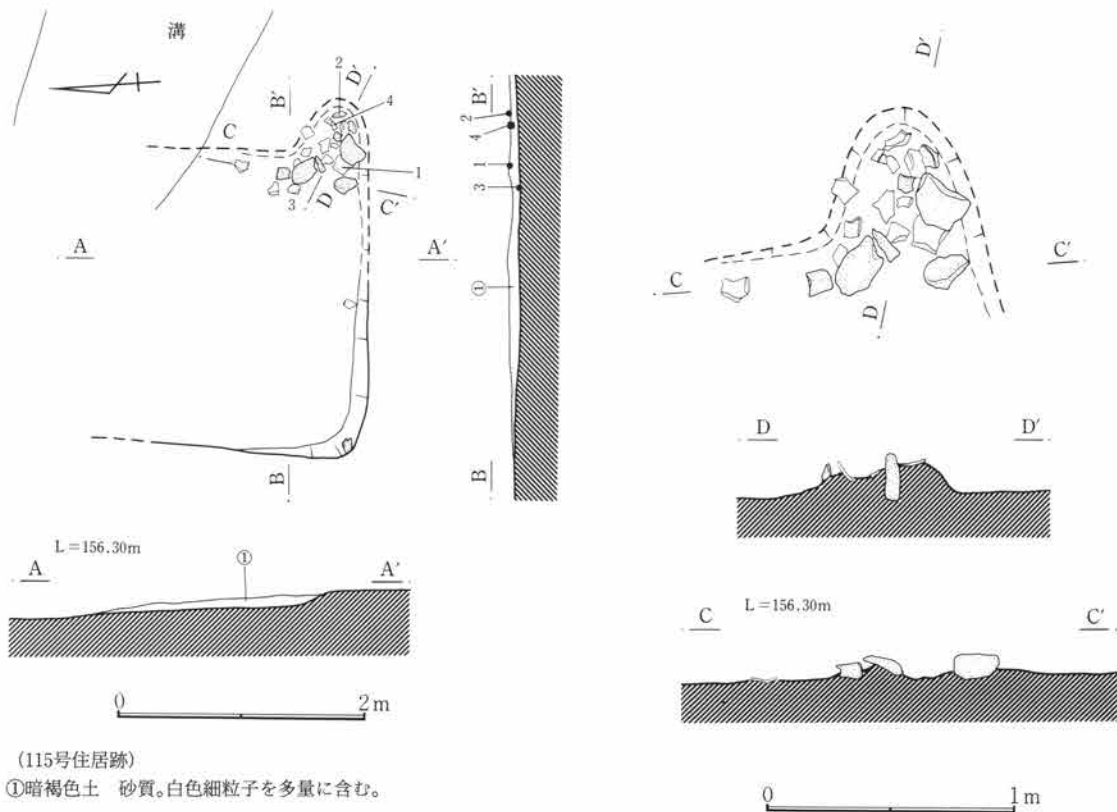 溝
2
D′
4
B′
C
1
3
D
C′
A
A′
B
B′
2
4
1
3
①
B
L=156.30m
①
A
A′
0
2m
(115号住居跡)
①暗褐色土 砂質。白色細粒子を多量に含む。
D′
C
C′
D
D
D′
L=156.30m
C
C′
0
1m